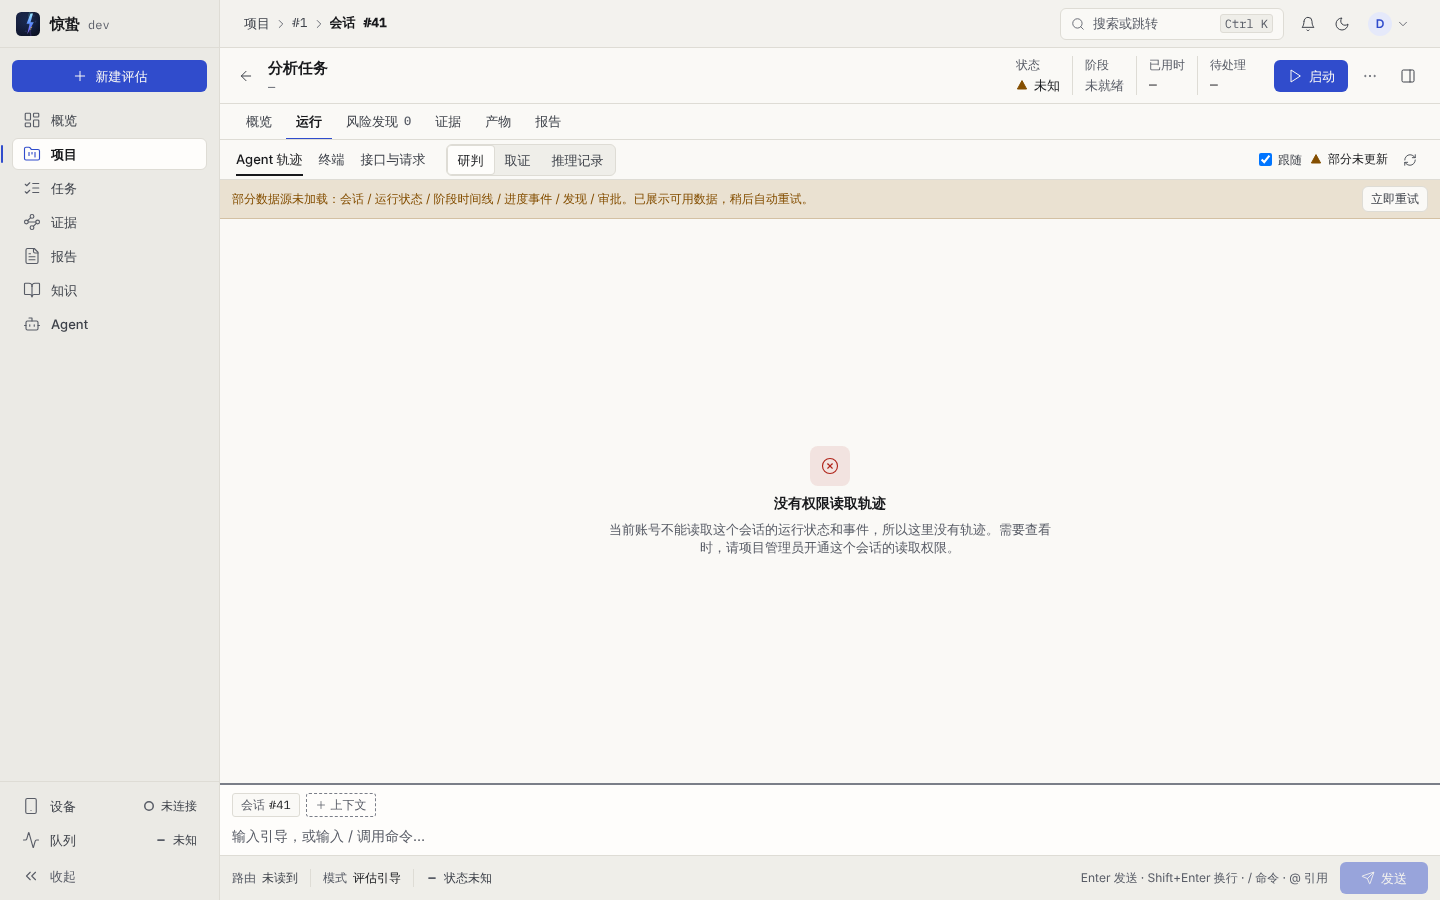 惊蛰 dev
项目 #1 会话 #41
搜索或跳转 Ctrl K
D
新建评估
概览
项目
任务
证据
报告
知识
Agent
分析任务
–
状态 阶段 已用时 待处理
未知 未就绪 – –
启动
概览 运行 风险发现 0 证据 产物 报告
Agent 轨迹 终端 接口与请求 研判 取证 推理记录
跟随 部分未更新
部分数据源未加载：会话 / 运行状态 / 阶段时间线 / 进度事件 / 发现 / 审批。已展示可用数据，稍后自动重试。
立即重试
没有权限读取轨迹
当前账号不能读取这个会话的运行状态和事件，所以这里没有轨迹。需要查看
时，请项目管理员开通这个会话的读取权限。
设备 未连接
队列 – 未知
收起
会话 #41 + 上下文
输入引导，或输入 / 调用命令...
路由 未读到 模式 评估引导 – 状态未知
Enter 发送 · Shift+Enter 换行 · / 命令 · @ 引用
发送